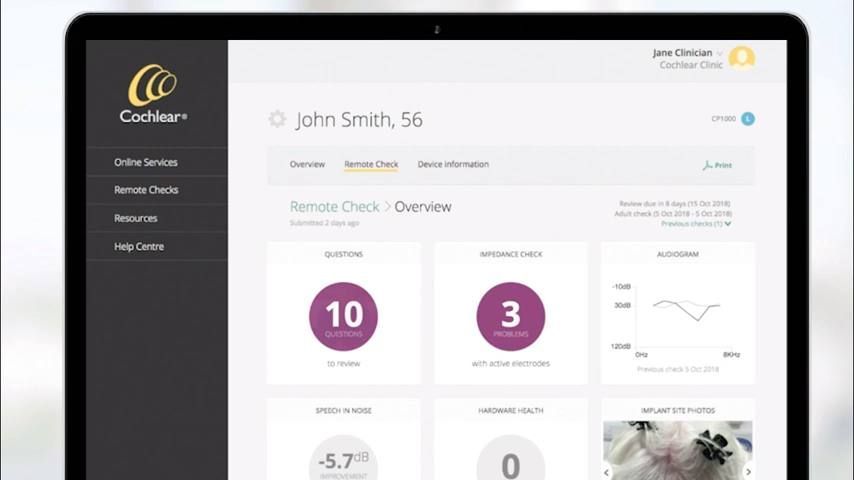 Cochlear®
Online Services
Remote Checks
Resources
Help Centre
Jane Clinician
Cochlear Clinic
John Smith, 56
CP1000 L
Overview Remote Check Device information Print
Remote Check > Overview
Submitted 2 days ago
Review due in 8 days (15 Oct 2018)
Adult check (5 Oct 2018 - 5 Oct 2018)
Previous checks (1)
QUESTIONS
10
QUESTIONS
to review
IMPEDANCE CHECK
3
PROBLEMS
with active electrodes
AUDIOGRAM
-10dB
30dB
120dB
0Hz 8KHz
Previous check 5 Oct 2018
SPEECH IN NOISE
-5.7dB
IMPROVEMENT
HARDWARE HEALTH
0
IMPLANT SITE PHOTOS